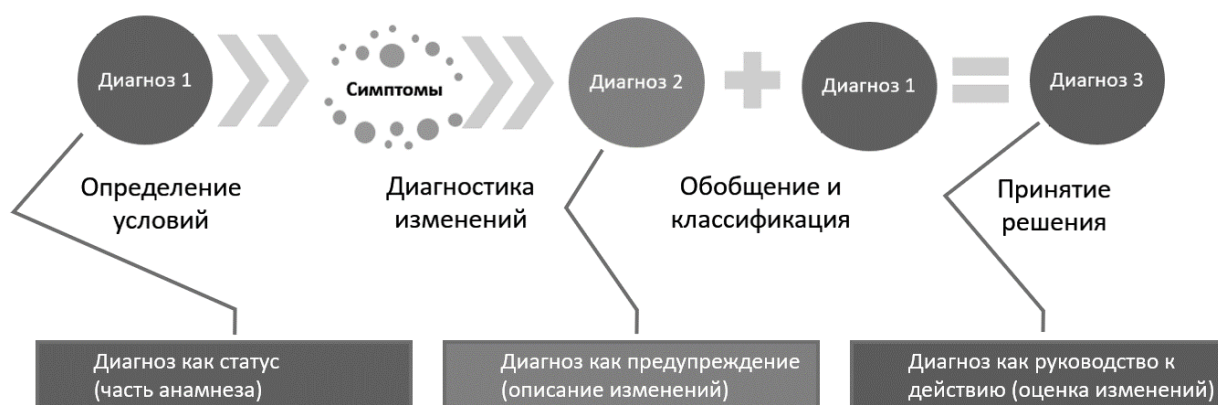 Диагноз 1
Симптомы
Диагноз 2
Диагноз 1
Диагноз 3
Определение
условий
Диагностика
изменений
Обобщение и
классификация
Принятие
решения
Диагноз как статус
(часть анамнеза)
Диагноз как предупреждение
(описание изменений)
Диагноз как руководство к
действию (оценка изменений)